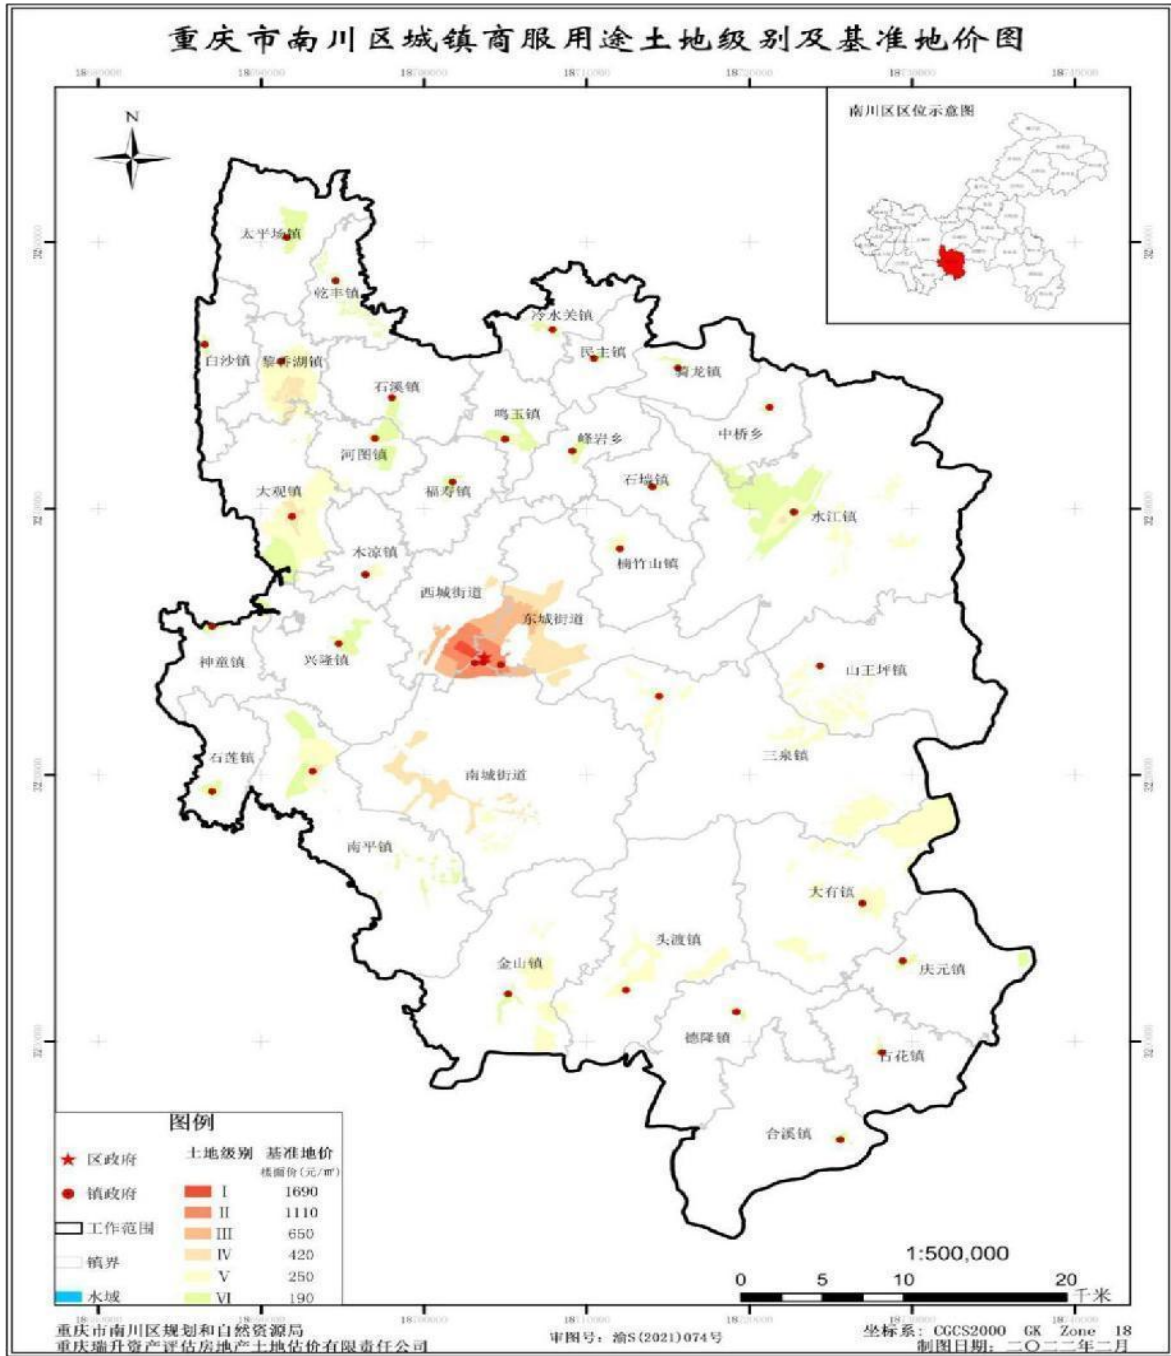 重庆市南川区城镇商服用途土地级别及基准地价图
南川区区位示意图
N
太平场镇
乾丰镇
冷水关镇
白沙镇
黎香湖镇
民主镇
骑龙镇
石溪镇
鸣玉镇
中桥乡
河图镇
峰岩乡
大观镇
福寿镇
石墙镇
水江镇
木凉镇
楠竹山镇
西城街道
东城街道
神童镇
兴隆镇
山王坪镇
石莲镇
南城街道
三泉镇
南平镇
大有镇
头渡镇
金山镇
庆元镇
德隆镇
古花镇
合溪镇
图例
区政府
镇政府
工作范围
镇界
水域
土地级别 基准地价
楼面价(元/㎡)
I 1690
II 1110
III 650
IV 420
V 250
VI 190
1:500,000
0 5 10 20
千米
重庆市南川区规划和自然资源局
重庆瑞升资产评估房地产土地估价有限责任公司
审图号: 渝S(2021)074号
坐标系: CGCS2000 GK Zone 18
制图日期: 二〇二二年二月